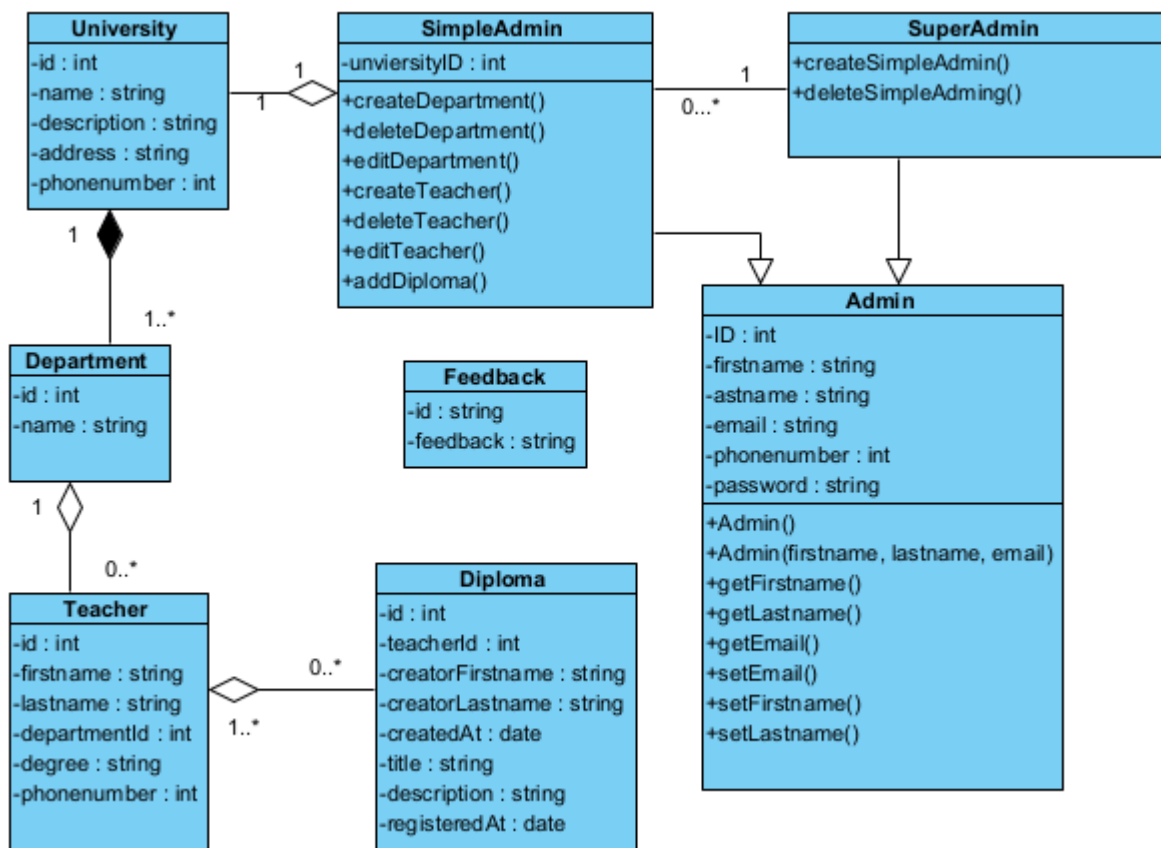 University
-id : int
-name : string
-description : string
-address : string
-phonenumber : int
1
1
SimpleAdmin
-unviersityID : int
+createDepartment()
+deleteDepartment()
+editDepartment()
+createTeacher()
+deleteTeacher()
+editTeacher()
+addDiploma()
1
0...*
SuperAdmin
+createSimpleAdmin()
+deleteSimpleAdming()
1
1..*
Department
-id : int
-name : string
Feedback
-id : string
-feedback : string
Admin
-ID : int
-firstname : string
-astname : string
-email : string
-phonenumber : int
-password : string
+Admin()
+Admin(firstname, lastname, email)
+getFirstname()
+getLastname()
+getEmail()
+setEmail()
+setFirstname()
+setLastname()
1
0..*
Teacher
-id : int
-firstname : string
-lastname : string
-departmentId : int
-degree : string
-phonenumber : int
0..*
1..*
Diploma
-id : int
-teacherId : int
-creatorFirstname : string
-creatorLastname : string
-createdAt : date
-title : string
-description : string
-registeredAt : date